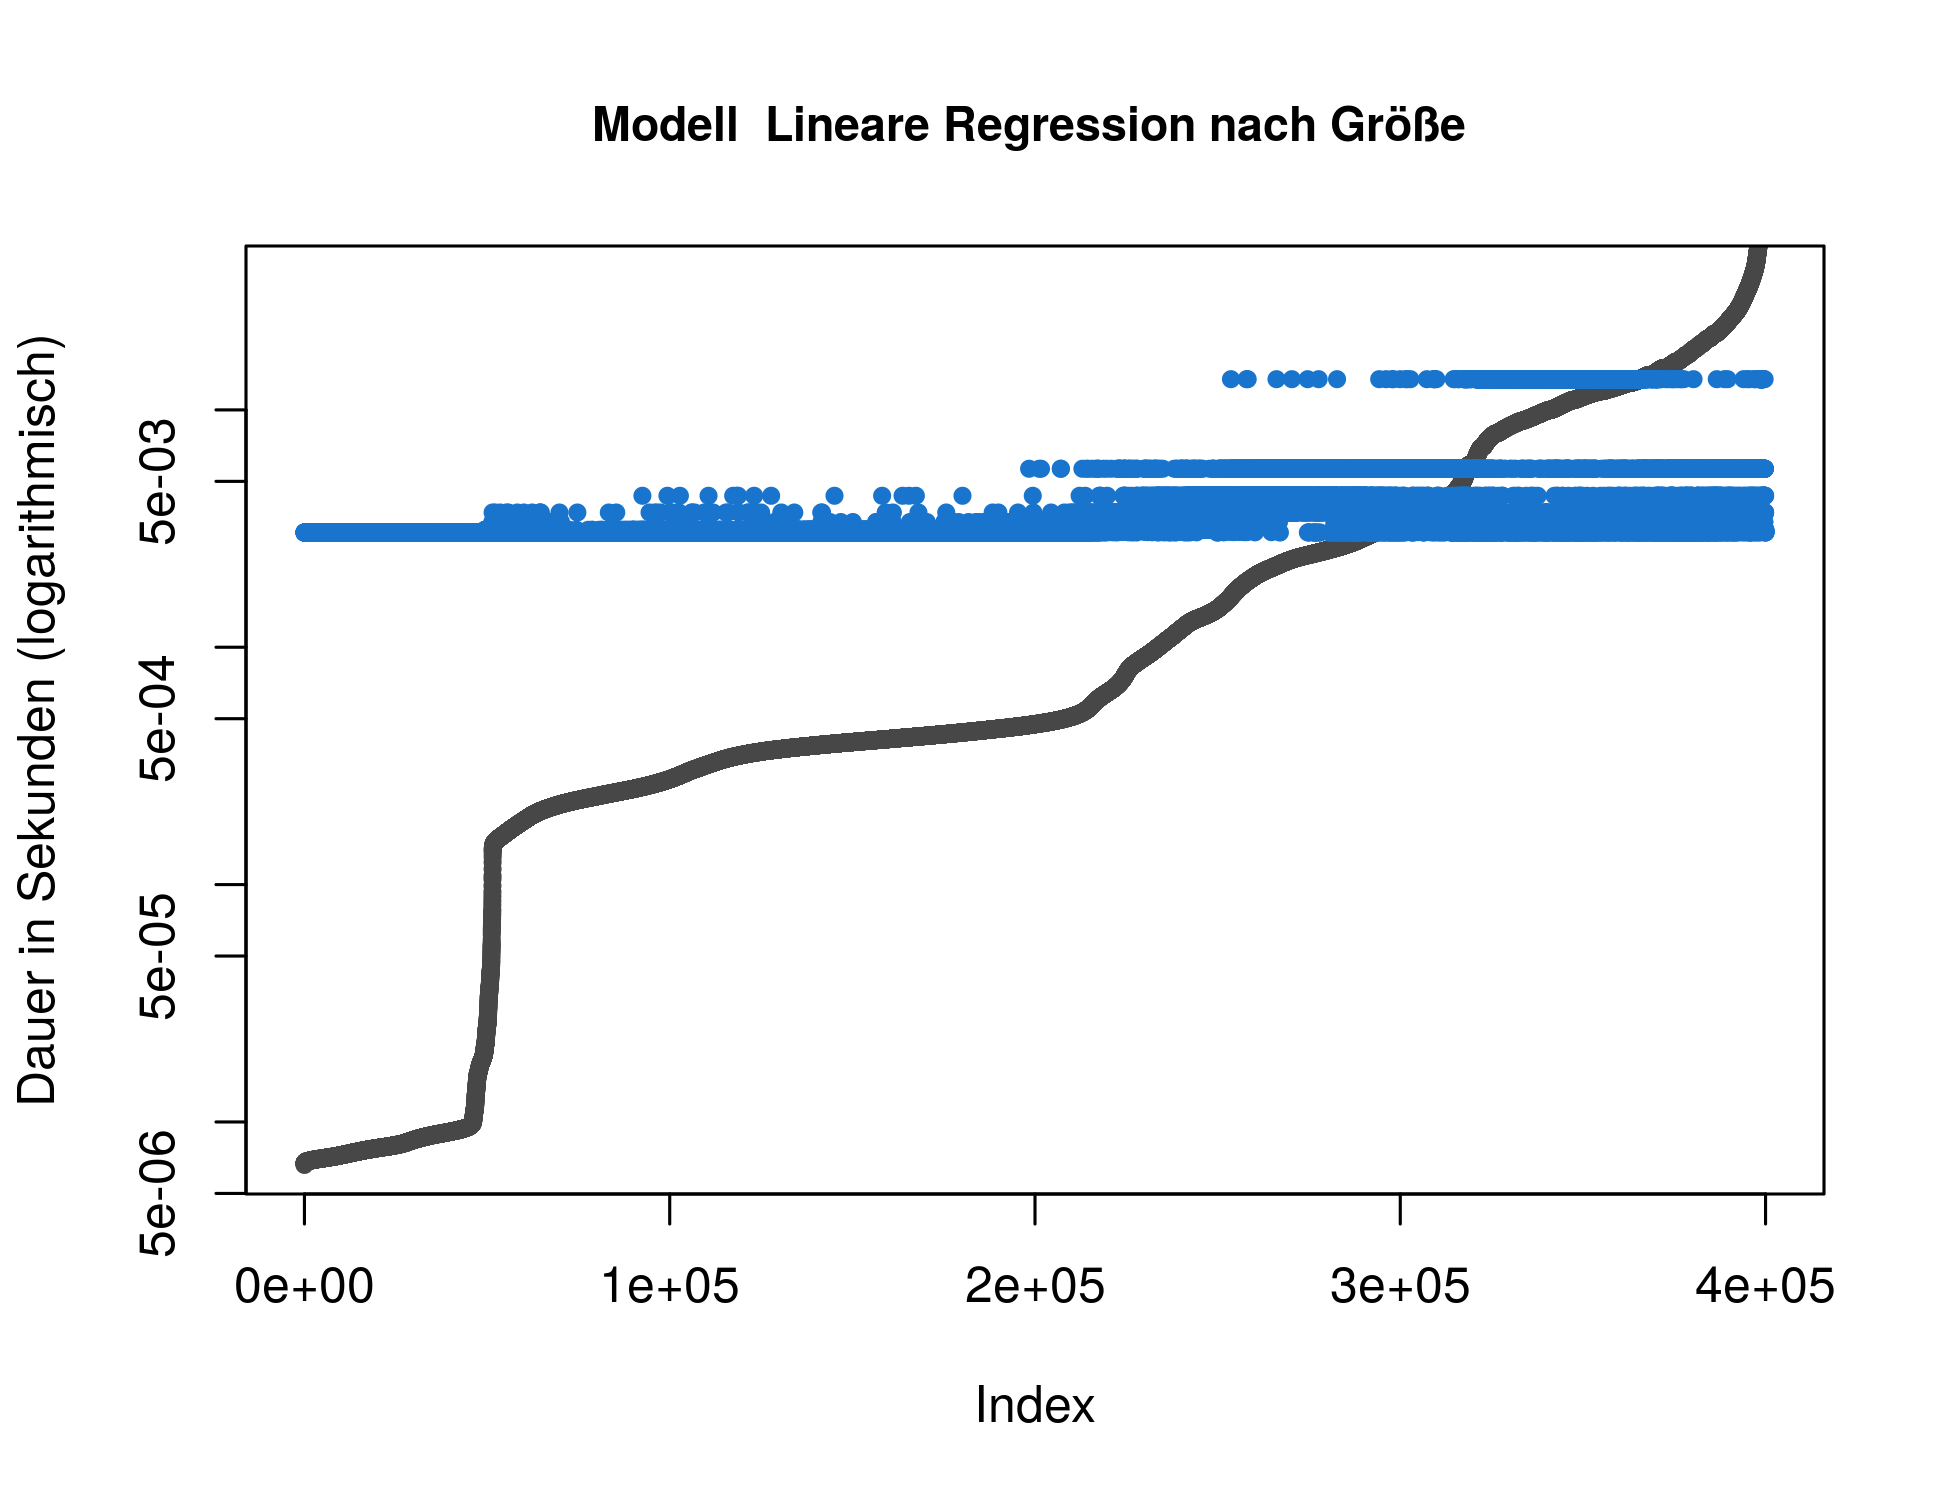 Modell  Lineare Regression nach Größe
Dauer in Sekunden (logarithmisch)
5e-03
5e-04
5e-05
5e-06
0e+00 1e+05 2e+05 3e+05 4e+05
Index